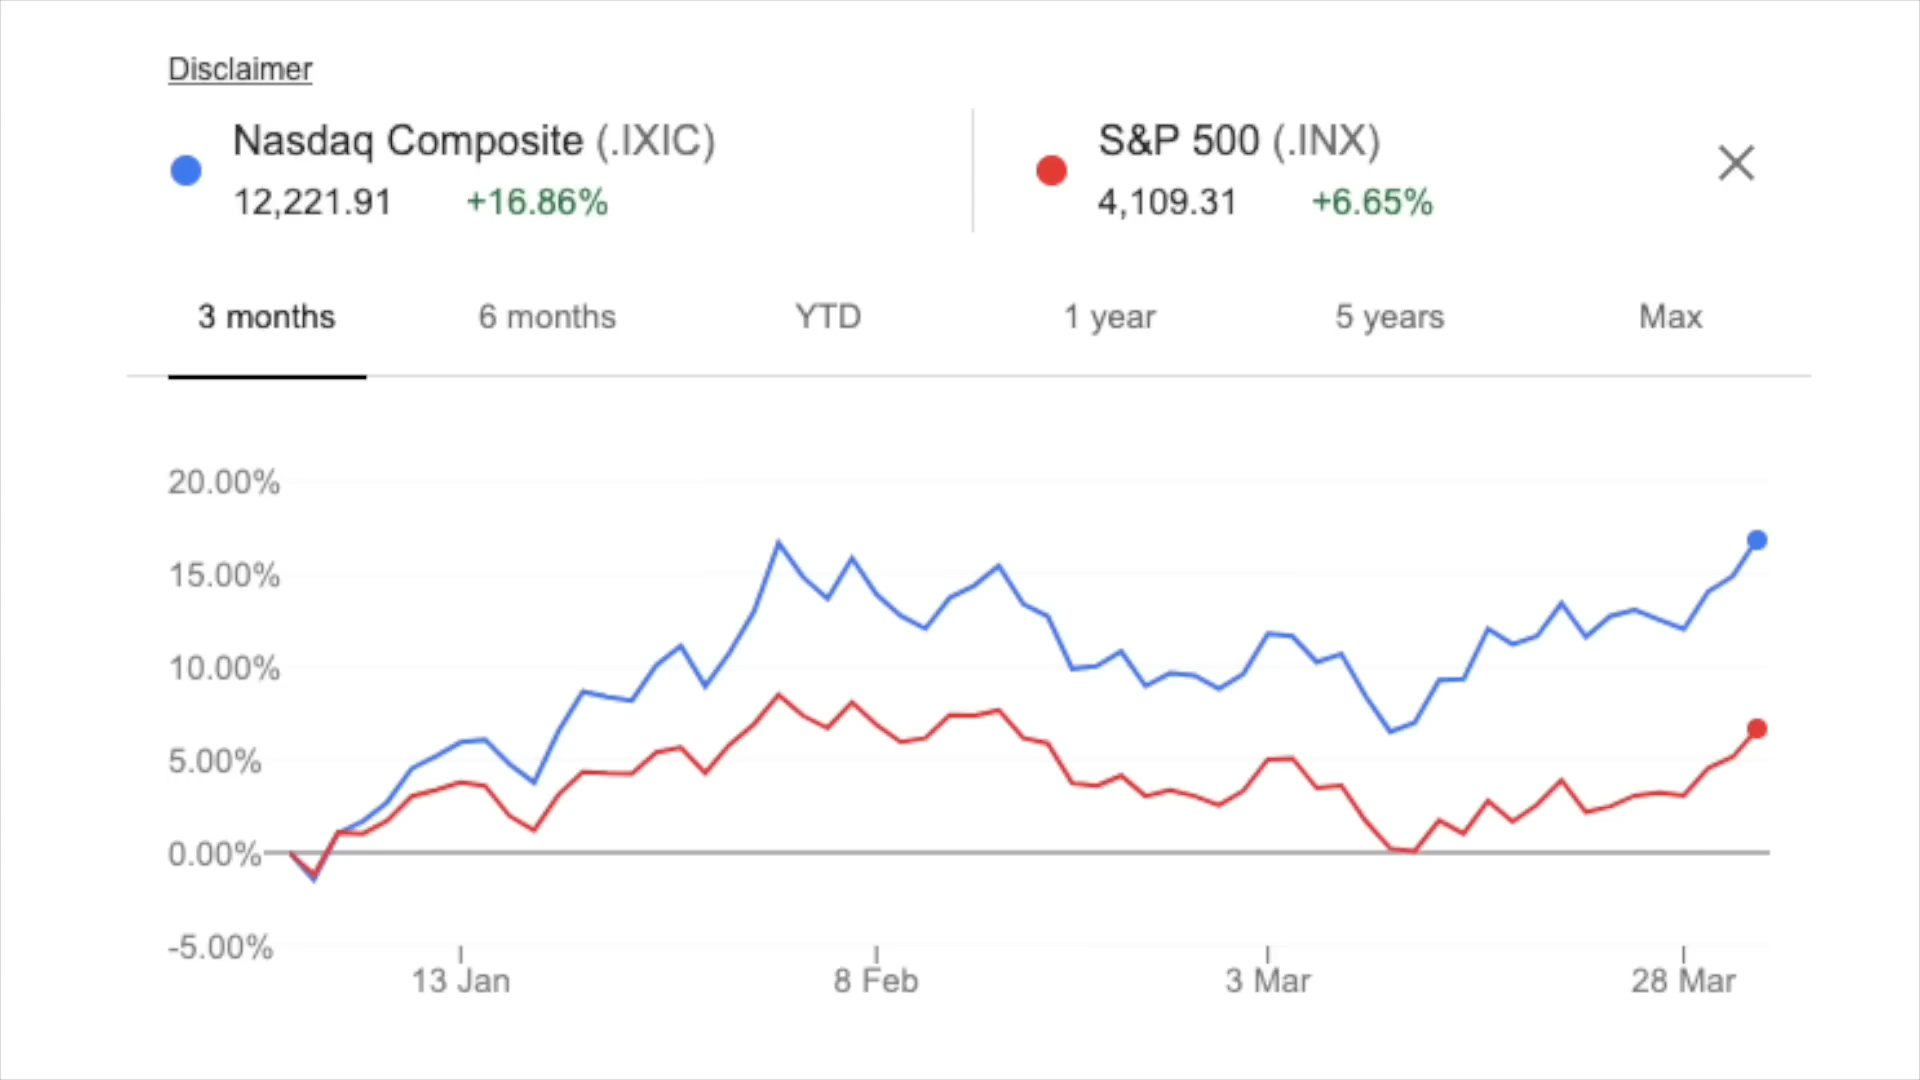 Disclaimer
Nasdaq Composite (.IXIC)
12,221.91 +16.86%
S&P 500 (.INX)
4,109.31 +6.65%
3 months 6 months YTD 1 year 5 years Max
20.00%
15.00%
10.00%
5.00%
0.00%
-5.00%
13 Jan 8 Feb 3 Mar 28 Mar